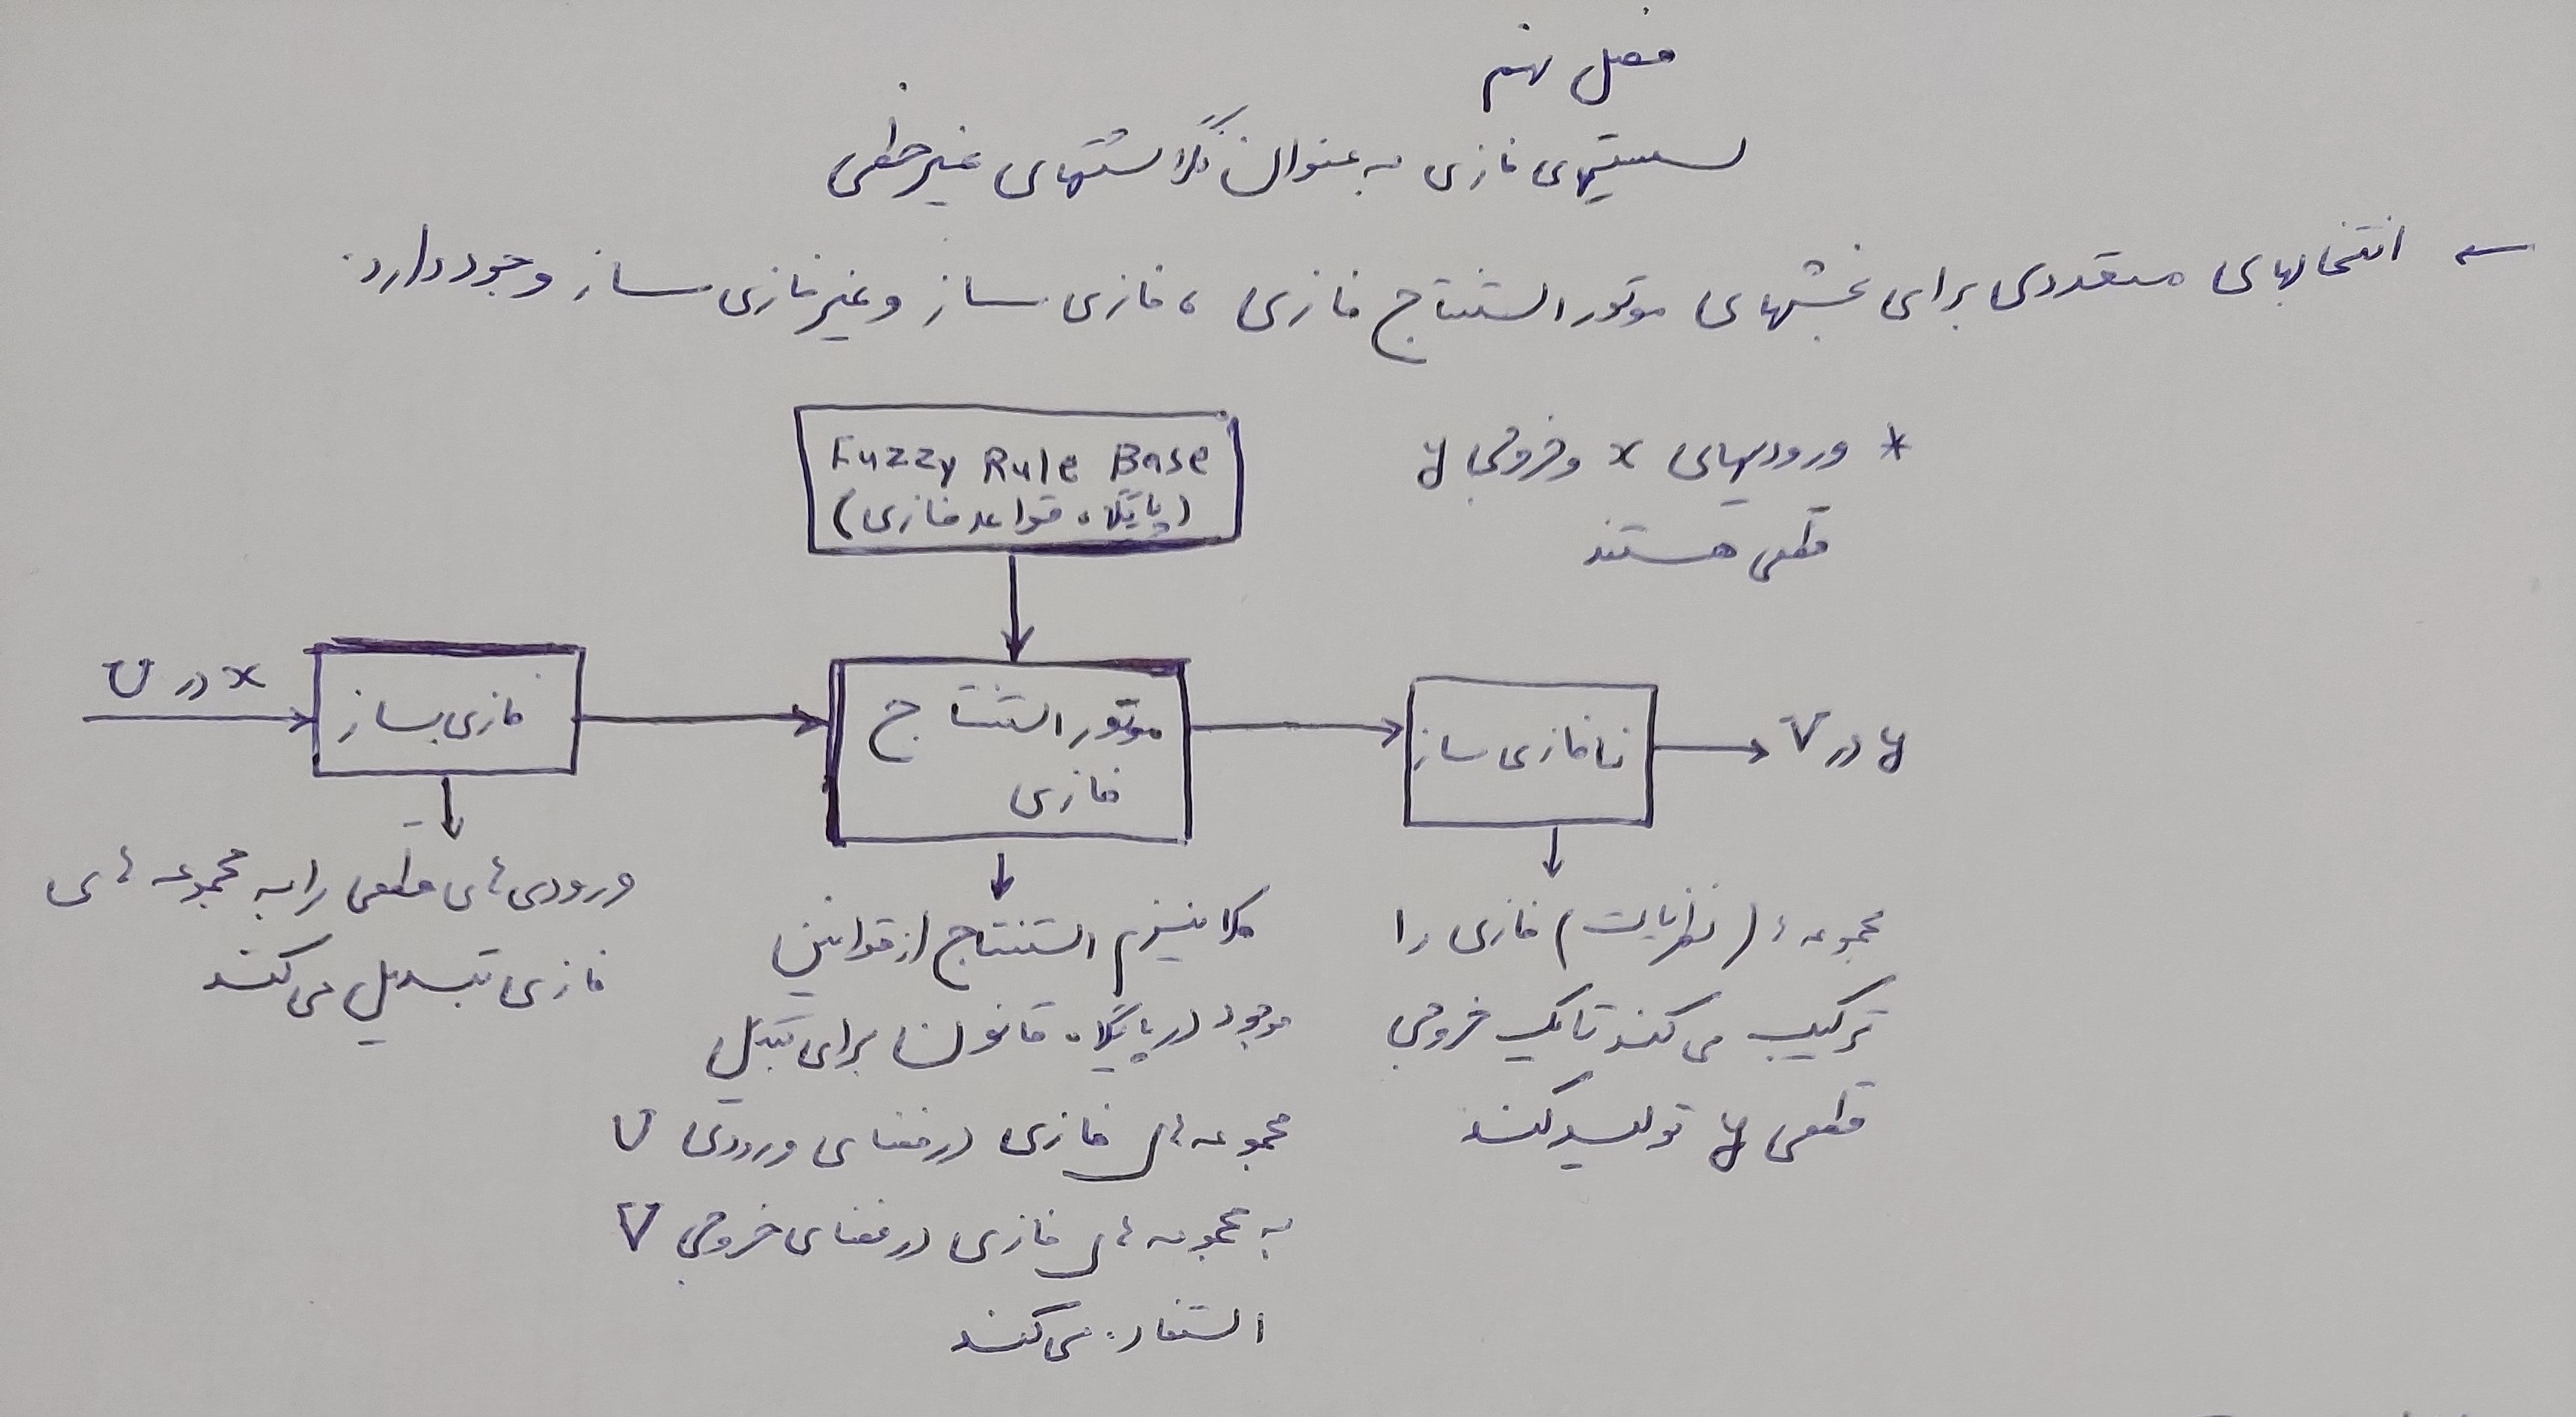 فصل نهم
سیستمهای فازی به عنوان نگاشتهای غیرخطی
← انتخابهای متعددی برای بخشهای موتور استنتاج فازی ، فازی ساز و غیرفازی ساز وجود دارد.
* ورودیهای x و خروجی y
قطعی هستند
Fuzzy Rule Base
(پایگاه قواعد فازی)
x در U
فازی ساز
موتور استنتاج
فازی
نافازی ساز
y در V
ورودی های قطعی را به مجموعه های
فازی تبدیل می کند
مکانیزم استنتاج از قوانین
موجود در پایگاه قانون برای تبدیل
مجموعه های فازی در فضای ورودی U
به مجموعه های فازی در فضای خروجی V
استفاده می کند
مجموعه (نظریات) فازی را
ترکیب می کند تا یک خروجی
قطعی y تولید کند